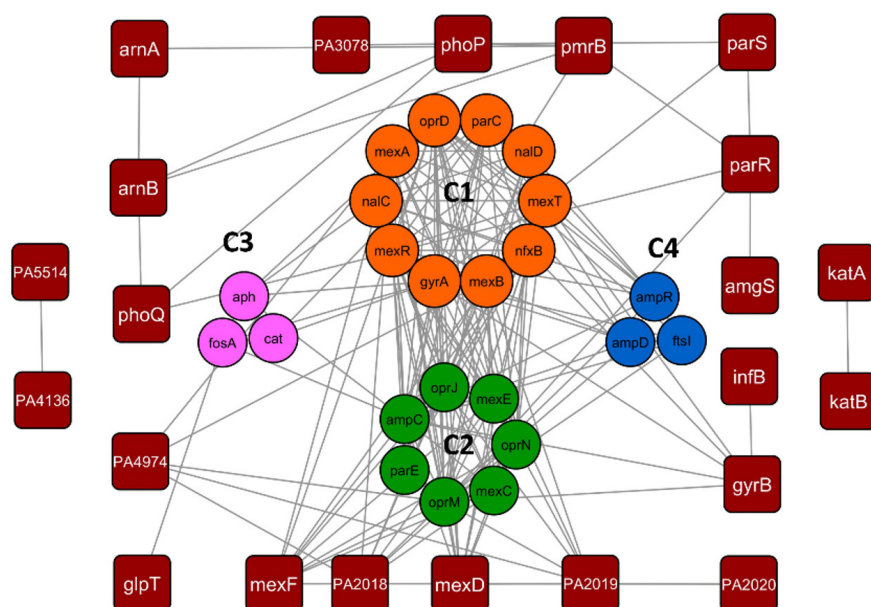 arnA
PA3078
phoP
pmrB
parS
oprD
parC
mexA
nalD
arnB
parR
C1
nalC
mexT
C3
C4
mexR
nfxB
PA5514
gyrA
mexB
aph
ampR
phoQ
amgS
katA
fosA
cat
ampD
ftsI
oprJ
mexE
infB
PA4136
ampC
katB
C2
oprN
PA4974
parE
mexC
gyrB
oprM
glpT
mexF
PA2018
mexD
PA2019
PA2020